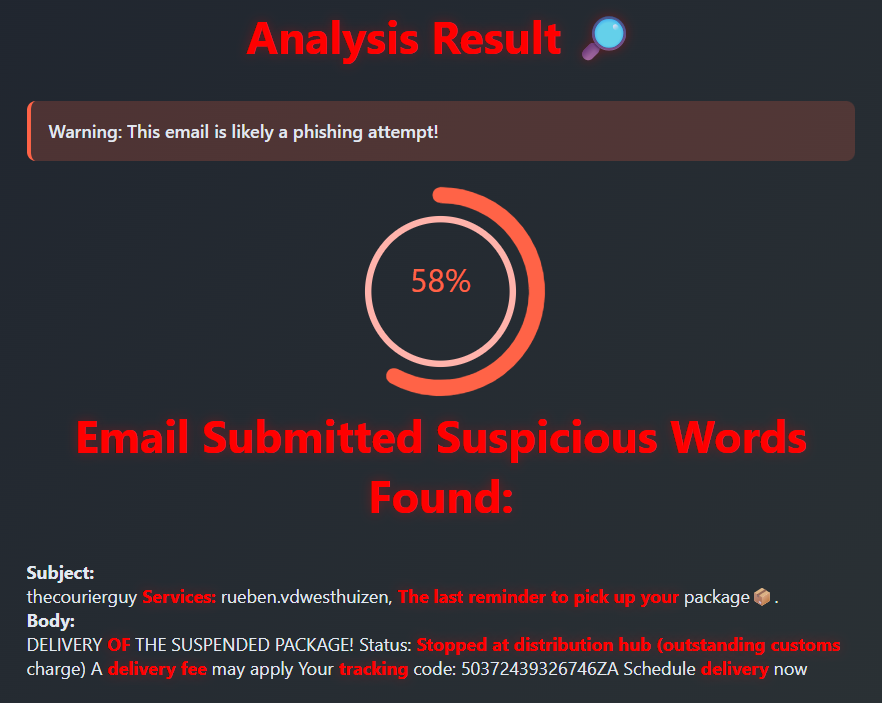 Analysis Result 🔎
Warning: This email is likely a phishing attempt!
58%
Email Submitted Suspicious Words
Found:
Subject:
thecourierguy Services: rueben.vdwesthuizen, The last reminder to pick up your package📦.
Body:
DELIVERY OF THE SUSPENDED PACKAGE! Status: Stopped at distribution hub (outstanding customs
charge) A delivery fee may apply Your tracking code: 50372439326746ZA Schedule delivery now